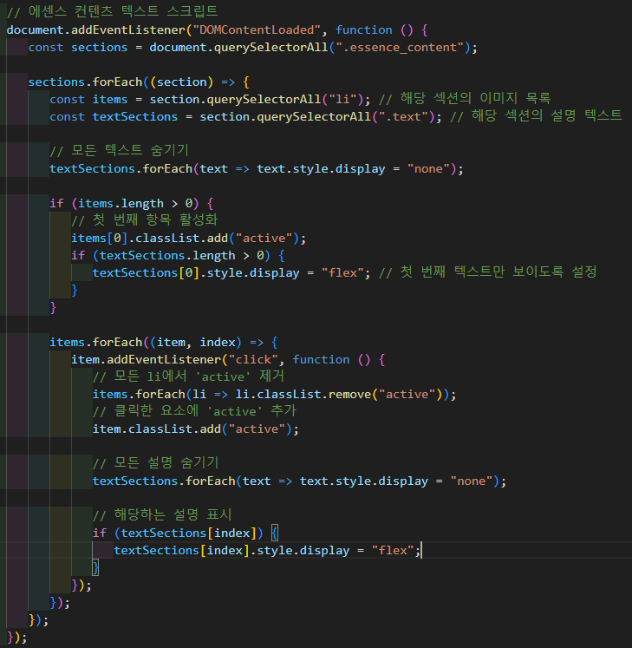 // 에센스 컨텐츠 텍스트 스크립트
document.addEventListener("DOMContentLoaded", function () {
    const sections = document.querySelectorAll(".essence_content");

    sections.forEach((section) => {
        const items = section.querySelectorAll("li"); // 해당 섹션의 이미지 목록
        const textSections = section.querySelectorAll(".text"); // 해당 섹션의 설명 텍스트

        // 모든 텍스트 숨기기
        textSections.forEach(text => text.style.display = "none");

        if (items.length > 0) {
            // 첫 번째 항목 활성화
            items[0].classList.add("active");
            if (textSections.length > 0) {
                textSections[0].style.display = "flex"; // 첫 번째 텍스트만 보이도록 설정
            }
        }

        items.forEach((item, index) => {
            item.addEventListener("click", function () {
                // 모든 li에서 'active' 제거
                items.forEach(li => li.classList.remove("active"));
                // 클릭한 요소에 'active' 추가
                item.classList.add("active");

                // 모든 설명 숨기기
                textSections.forEach(text => text.style.display = "none");

                // 해당하는 설명 표시
                if (textSections[index]) {
                    textSections[index].style.display = "flex";
                }
            });
        });
    });
});